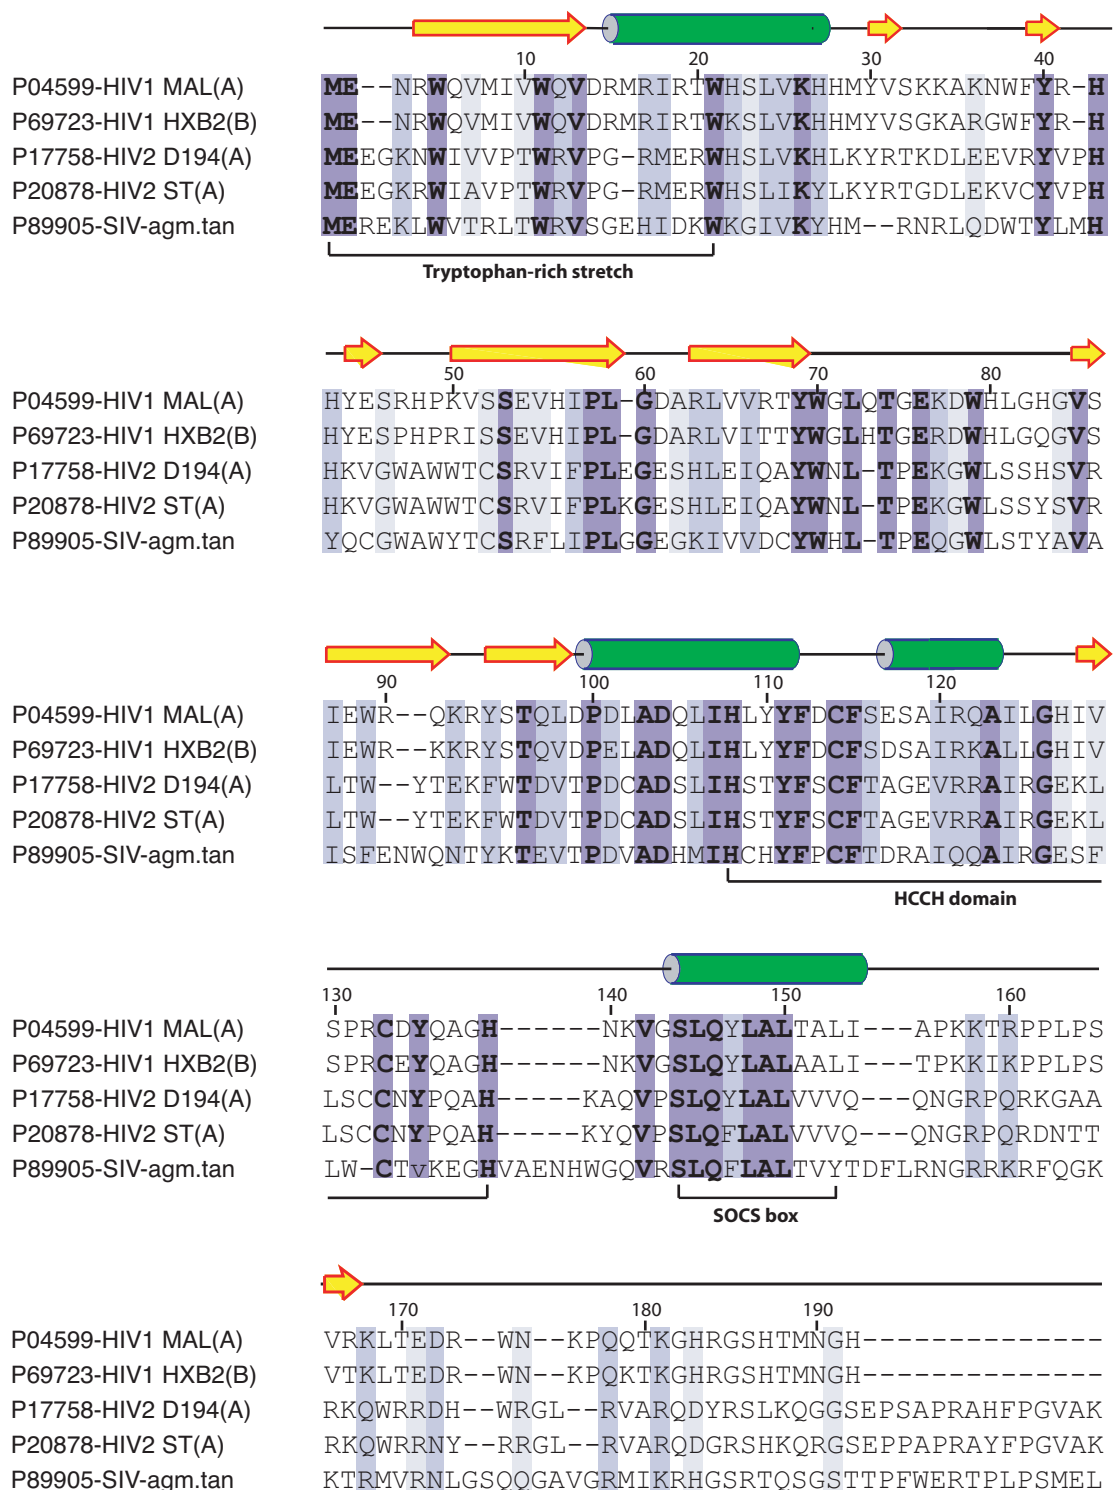 10 20 30 40
P04599-HIV1 MAL(A) ME--NRWQVMIVWQVDRMRIRTWHSLVKHHMYVSKKAKNWFYR-H
P69723-HIV1 HXB2(B) ME--NRWQVMIVWQVDRMRIRTWKSLVKHHMYVSGKARGWFYR-H
P17758-HIV2 D194(A) MEEGKNWIVVPTWRVPG-RMERWHSLVKHLKYRTKDLEEVRYVPH
P20878-HIV2 ST(A) MEEGKRWIAVPTWRVPG-RMERWHSLIKYLKYRTGDLEKVCYVPH
P89905-SIV-agm.tan MEREKLWVTRLTWRVSGEHIDKWKGIVKYHM--RNRLQDWTYLMH
Tryptophan-rich stretch
50 60 70 80
P04599-HIV1 MAL(A) HYESRHPKVSSEVHIPL-GDARLVVRTYWGLQTGEKDWHLGHGVS
P69723-HIV1 HXB2(B) HYESPHPRISSEVHIPL-GDARLVITTYWGLHTGERDWHLGQGVS
P17758-HIV2 D194(A) HKVGWAWWTCSRVIFPLEGESHLEIQAYWNL-TPEKGWLSSHSVR
P20878-HIV2 ST(A) HKVGWAWWTCSRVIFPLKGESHLEIQAYWNL-TPEKGWLSSYSVR
P89905-SIV-agm.tan YQCGWAWYTCSRFLIPLGGEGKIVVDCYWHL-TPEQGWLSTYAVA
90 100 110 120
P04599-HIV1 MAL(A) IEWR--QKRYSTQLDPDLADQLIHLYYFDCFSESAIRQAILGHIV
P69723-HIV1 HXB2(B) IEWR--KKRYSTQVDPELADQLIHLYYFDCFSDSAIRKALLGHIV
P17758-HIV2 D194(A) LTW--YTEKFWTDVTPDCADSLIHSTYFSCFTAGEVRRAIRGEKL
P20878-HIV2 ST(A) LTW--YTEKFWTDVTPDCADSLIHSTYFSCFTAGEVRRAIRGEKL
P89905-SIV-agm.tan ISFENWQNTYKTEVTPDVADHMIHCHYFPCFTDRAIQQAIRGESF
HCCH domain
130 140 150 160
P04599-HIV1 MAL(A) SPRCDYQAGH------NKVGSLQYLALTALI---APKKTRPPLPS
P69723-HIV1 HXB2(B) SPRCEYQAGH------NKVGSLQYLALAALI---TPKKIKPPLPS
P17758-HIV2 D194(A) LSCCNYPQAH------KAQVPSLQYLALVVVQ---QNGRPQRKGAA
P20878-HIV2 ST(A) LSCCNYPQAH-----KYQVPSLQFLALVVVQ---QNGRPQRDNTT
P89905-SIV-agm.tan LW-CTvKEGHVAENHWGQVRSLQFLALTVYTDFLRNGRRKRFQGK
SOCS box
170 180 190
P04599-HIV1 MAL(A) VRKLTEDR--WN--KPQQTKGHRGSHTMNGH--------------
P69723-HIV1 HXB2(B) VTKLTEDR--WN--KPQKTKGHRGSHTMNGH--------------
P17758-HIV2 D194(A) RKQWRRDH--WRGL--RVARQDYRSLKQGGSEPSAPRAHFPGVAK
P20878-HIV2 ST(A) RKQWRRNY--RRGL--RVARQDGRSHKQRGSEPPAPRAYFPGVAK
P89905-SIV-agm.tan KTRMVRNLGSQQGAVGRMIKRHGSRTQSGSTTPFWERTPLPSMEL